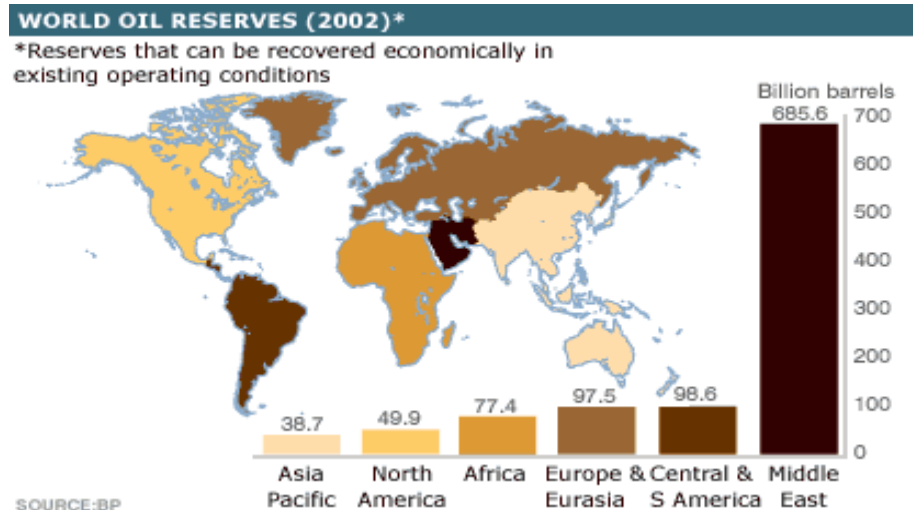 WORLD OIL RESERVES (2002)*
*Reserves that can be recovered economically in
existing operating conditions
Billion barrels
685.6
700
600
500
400
300
200
100
0
38.7
49.9
77.4
97.5
98.6
Asia
Pacific
North
America
Africa
Europe &
Eurasia
Central &
S America
Middle
East
SOURCE:BP